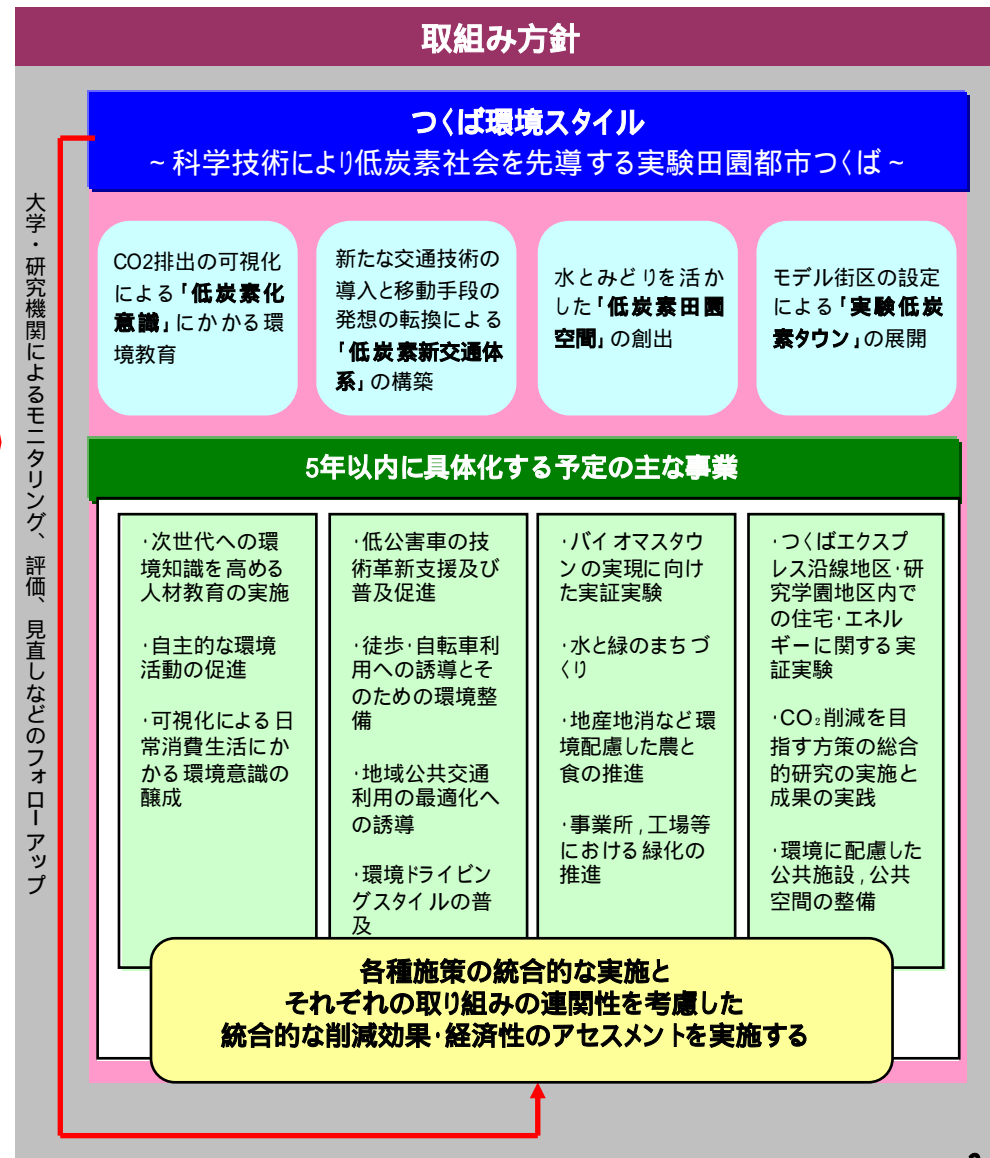 取組み方針
つくば環境スタイル
~科学技術により低炭素社会を先導する実験田園都市つくば~
大学・研究機関によるモニタリング、評価、見直しなどのフォローアップ
CO2排出の可視化
による「低炭素化
意識」にかかる環
境教育
新たな交通技術の
導入と移動手段の
発想の転換による
「低炭素新交通体
系」の構築
水とみどりを活か
した「低炭素田園
空間」の創出
モデル街区の設定
による「実験低炭
素タウン」の展開
5年以内に具体化する予定の主な事業
・次世代への環
境知識を高める
人材教育の実施
・自主的な環境
活動の促進
・可視化による日
常消費生活にか
かる環境意識の
醸成
・低公害車の技
術革新支援及び
普及促進
・徒歩・自転車利
用への誘導とそ
のための環境整
備
・地域公共交通
利用の最適化へ
の誘導
・環境ドライビン
グスタイルの普
及
・バイオマスタウ
ンの実現に向け
た実証実験
・水と緑のまちづ
くり
・地産地消など環
境配慮した農と
食の推進
・事業所,工場等
における緑化の
推進
・つくばエクスプ
レス沿線地区・研
究学園地区内で
の住宅・エネル
ギーに関する実
証実験
・CO₂削減を目
指す方策の総合
的研究の実施と
成果の実践
・環境に配慮した
公共施設,公共
空間の整備
各種施策の統合的な実施と
それぞれの取り組みの連関性を考慮した
統合的な削減効果・経済性のアセスメントを実施する